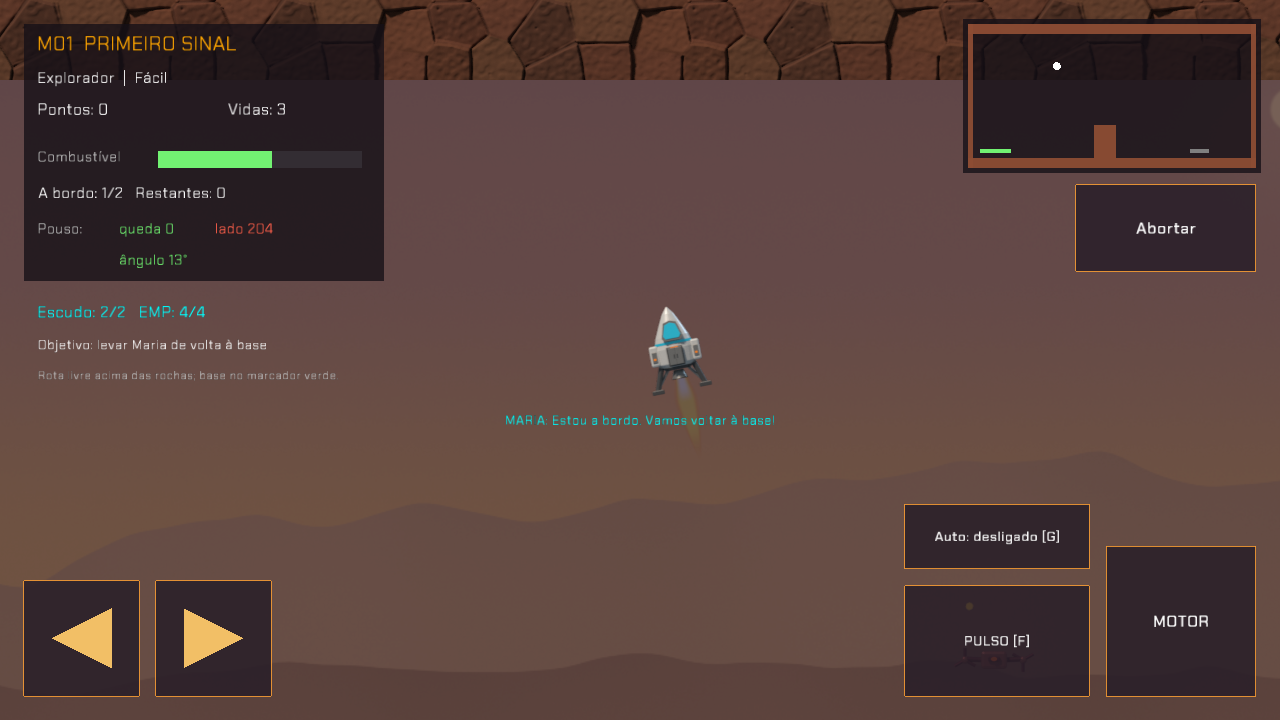 M01 PRIMEIRO SINAL
Explorador | Fácil
Pontos: 0 Vidas: 3
Combustível
A bordo: 1/2 Restantes: 0
Pouso: queda 0 lado 204
ângulo 13°
Escudo: 2/2 EMP: 4/4
Objetivo: levar Maria de volta à base
Rota livre acima das rochas, base no marcador verde.
MARIA: Estou a bordo. Vamos voltar à base!
Abortar
Auto: desligado [G]
PULSO [F]
MOTOR